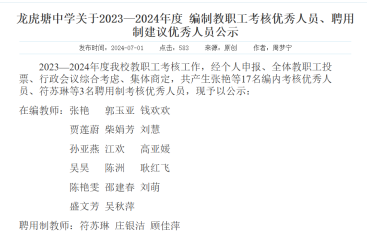 龙虎塘中学关于2023—2024年度 编制教职工考核优秀人员、聘用
制建议优秀人员公示
发布时间：2024-07-01 点击：583 来源：原创 作者：周梦宁
2023—2024年度我校教职工考核工作，经个人申报、全体教职工投
票、行政会议综合考虑、集体商定，共产生张艳等17名编内考核优秀人
员、符苏琳等3名聘用制考核优秀人员，现予以公示：
在编教师：张艳 郭玉亚 钱欢欢
贾莲蔚 柴娟芳 刘慧
孙亚燕 江欢 高亚媛
吴昊 陈洲 耿红飞
陈艳雯 邵建春 刘萌
盛文芳 吴秋萍
聘用制教师：符苏琳 庄银洁 顾佳萍